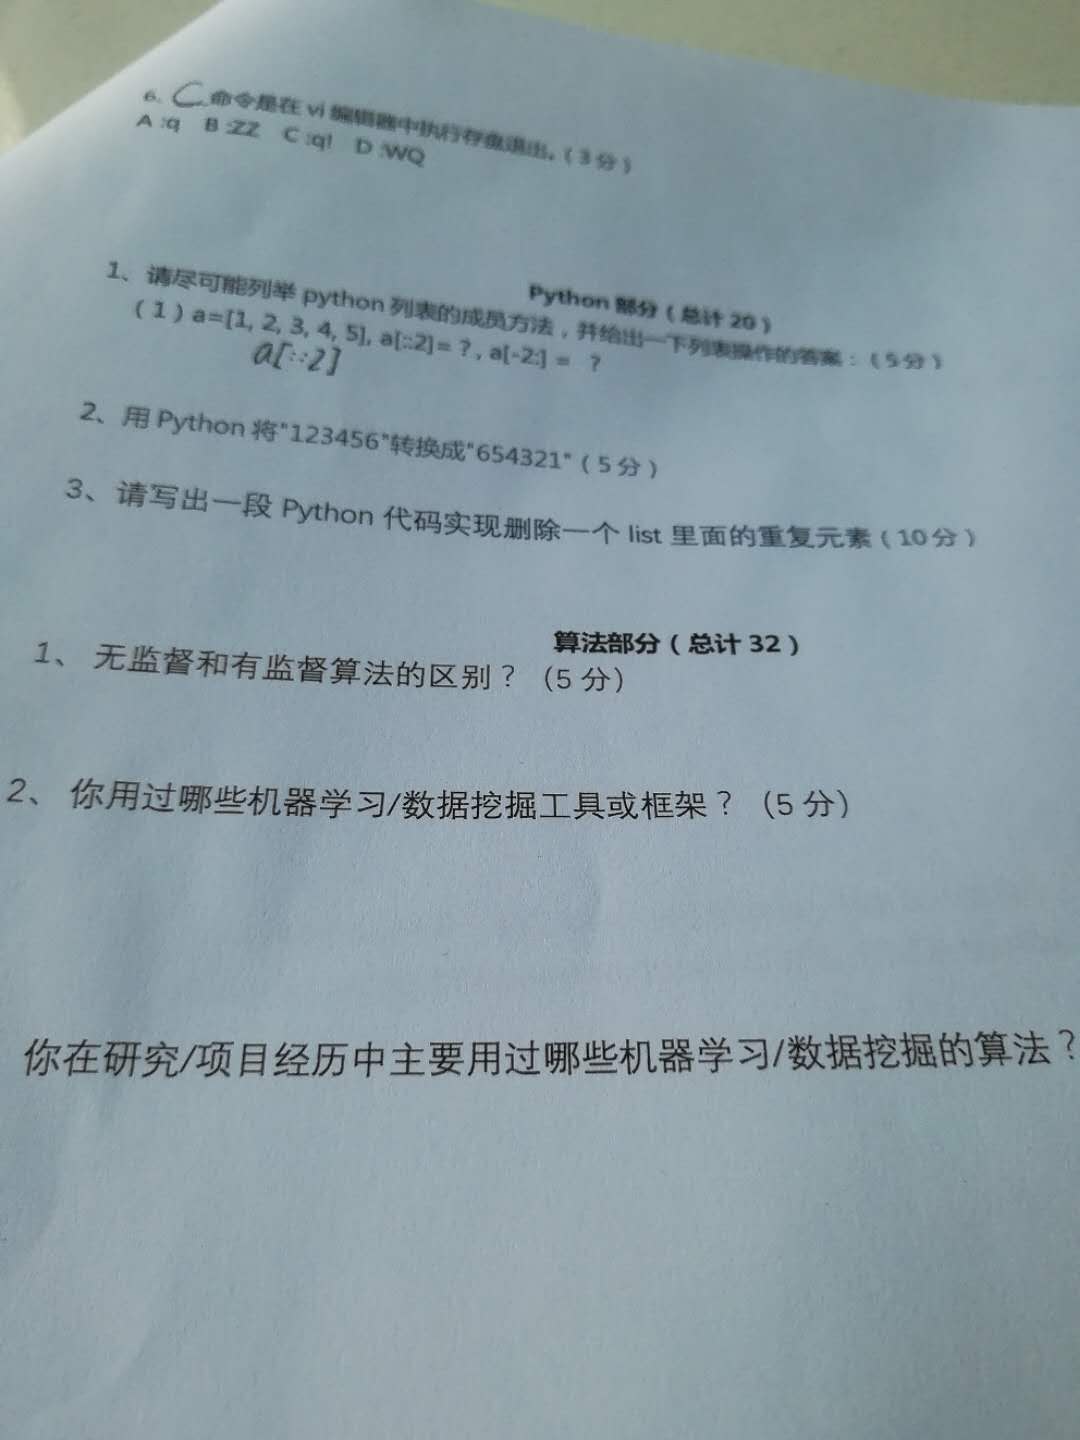 6. C 命令是在 vi 编辑器中执行存盘退出。（3 分）
A :q B :ZZ C :q! D :WQ
Python 部分（总计 20）
1、请尽可能列举 python 列表的成员方法，并给出一下列表操作的答案：（5 分）
（1）a=[1, 2, 3, 4, 5], a[::2]=？, a[-2:] = ？
a[::2]
2、用 Python 将"123456"转换成"654321"（5 分）
3、请写出一段 Python 代码实现删除一个 list 里面的重复元素（10 分）
算法部分（总计 32）
1、 无监督和有监督算法的区别？（5 分）
2、 你用过哪些机器学习/数据挖掘工具或框架？（5 分）
你在研究/项目经历中主要用过哪些机器学习/数据挖掘的算法？